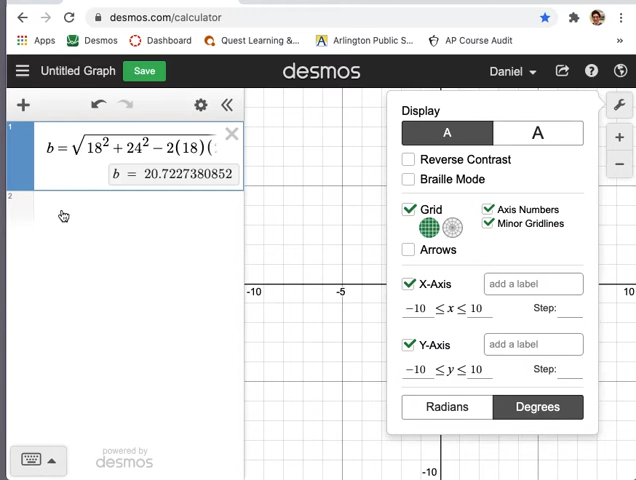 desmos.com/calculator
Apps Desmos Dashboard Quest Learning &... Arlington Public S... AP Course Audit »
Untitled Graph Save desmos Daniel
1
b = √18² + 24² − 2(18)(
b = 20.7227380852
2
powered by
desmos
Display
A A
Reverse Contrast
Braille Mode
Grid Axis Numbers
Minor Gridlines
Arrows
X-Axis add a label
−10 ≤ x ≤ 10 Step:
Y-Axis add a label
−10 ≤ y ≤ 10 Step:
Radians Degrees
-10 -5 10
-10